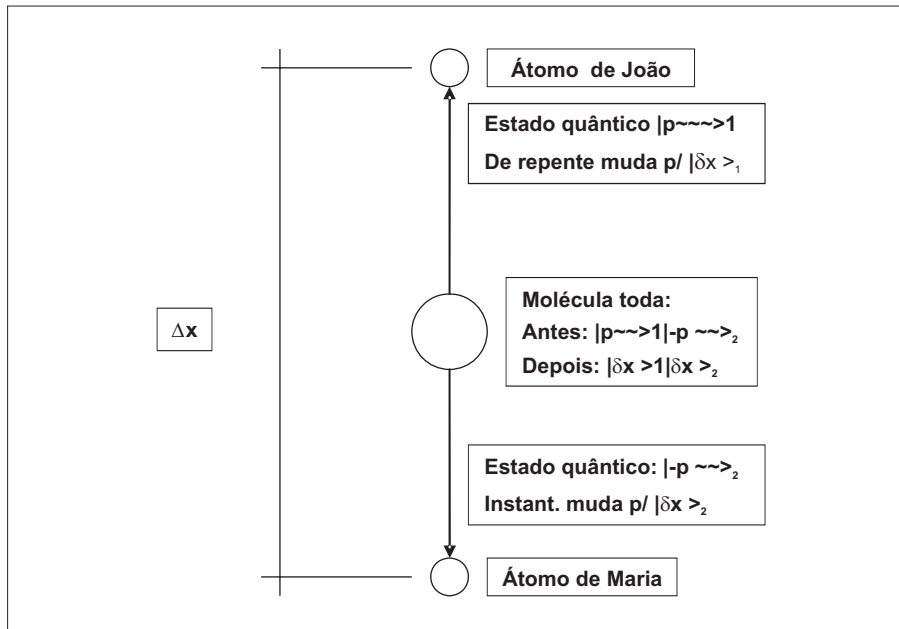 Átomo de João
Estado quântico |p~~~>1
De repente muda p/ |δx >₁
Δx
Molécula toda:
Antes: |p~~>1|-p ~~>₂
Depois: |δx >1|δx >₂
Estado quântico: |-p ~~>₂
Instant. muda p/ |δx >₂
Átomo de Maria